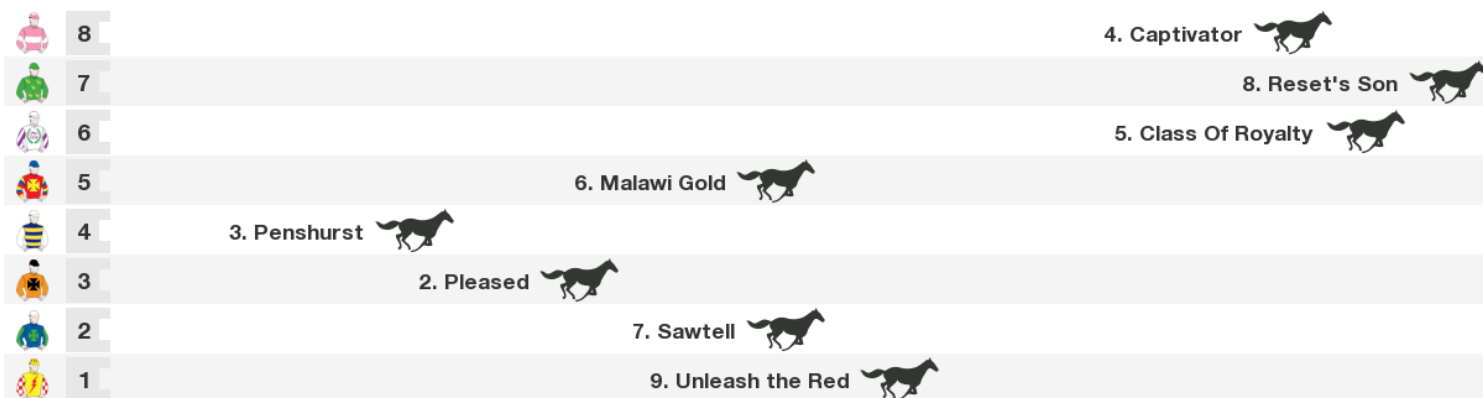 8 4. Captivator
7 8. Reset's Son
6 5. Class Of Royalty
5 6. Malawi Gold
4 3. Penshurst
3 2. Pleased
2 7. Sawtell
1 9. Unleash the Red